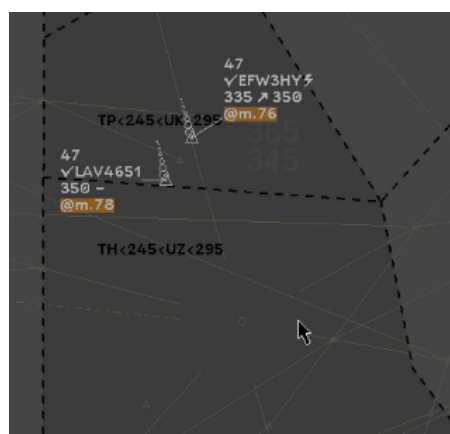 47
✓EFW3HY⚡
335 ↗ 350
@m.76
TP<245<UK<295
365
345
47
✓LAV4651
350 –
@m.78
TH<245<UZ<295